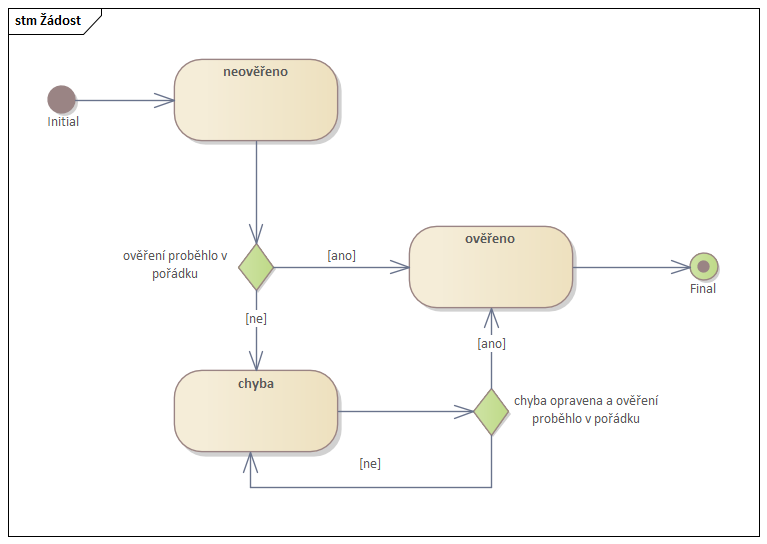 stm Žádost
neověřeno
Initial
ověření proběhlo v
pořádku
[ano]
ověřeno
Final
[ne]
[ano]
chyba
chyba opravena a ověření
proběhlo v pořádku
[ne]